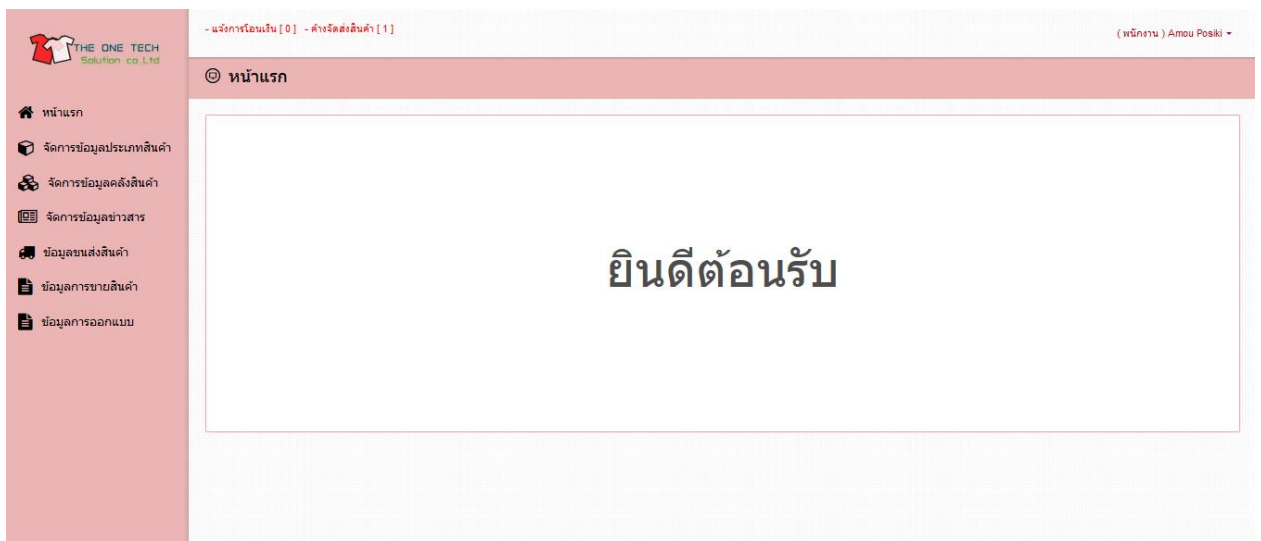 THE ONE TECH
Solution co.,Ltd
- แจ้งการโอนเงิน [ 0 ] - ค้างจัดส่งสินค้า [ 1 ]
( พนักงาน ) Amou Posiki
หน้าแรก
หน้าแรก
จัดการข้อมูลประเภทสินค้า
จัดการข้อมูลคลังสินค้า
จัดการข้อมูลข่าวสาร
ข้อมูลขนส่งสินค้า
ข้อมูลการขายสินค้า
ข้อมูลการออกแบบ
ยินดีต้อนรับ